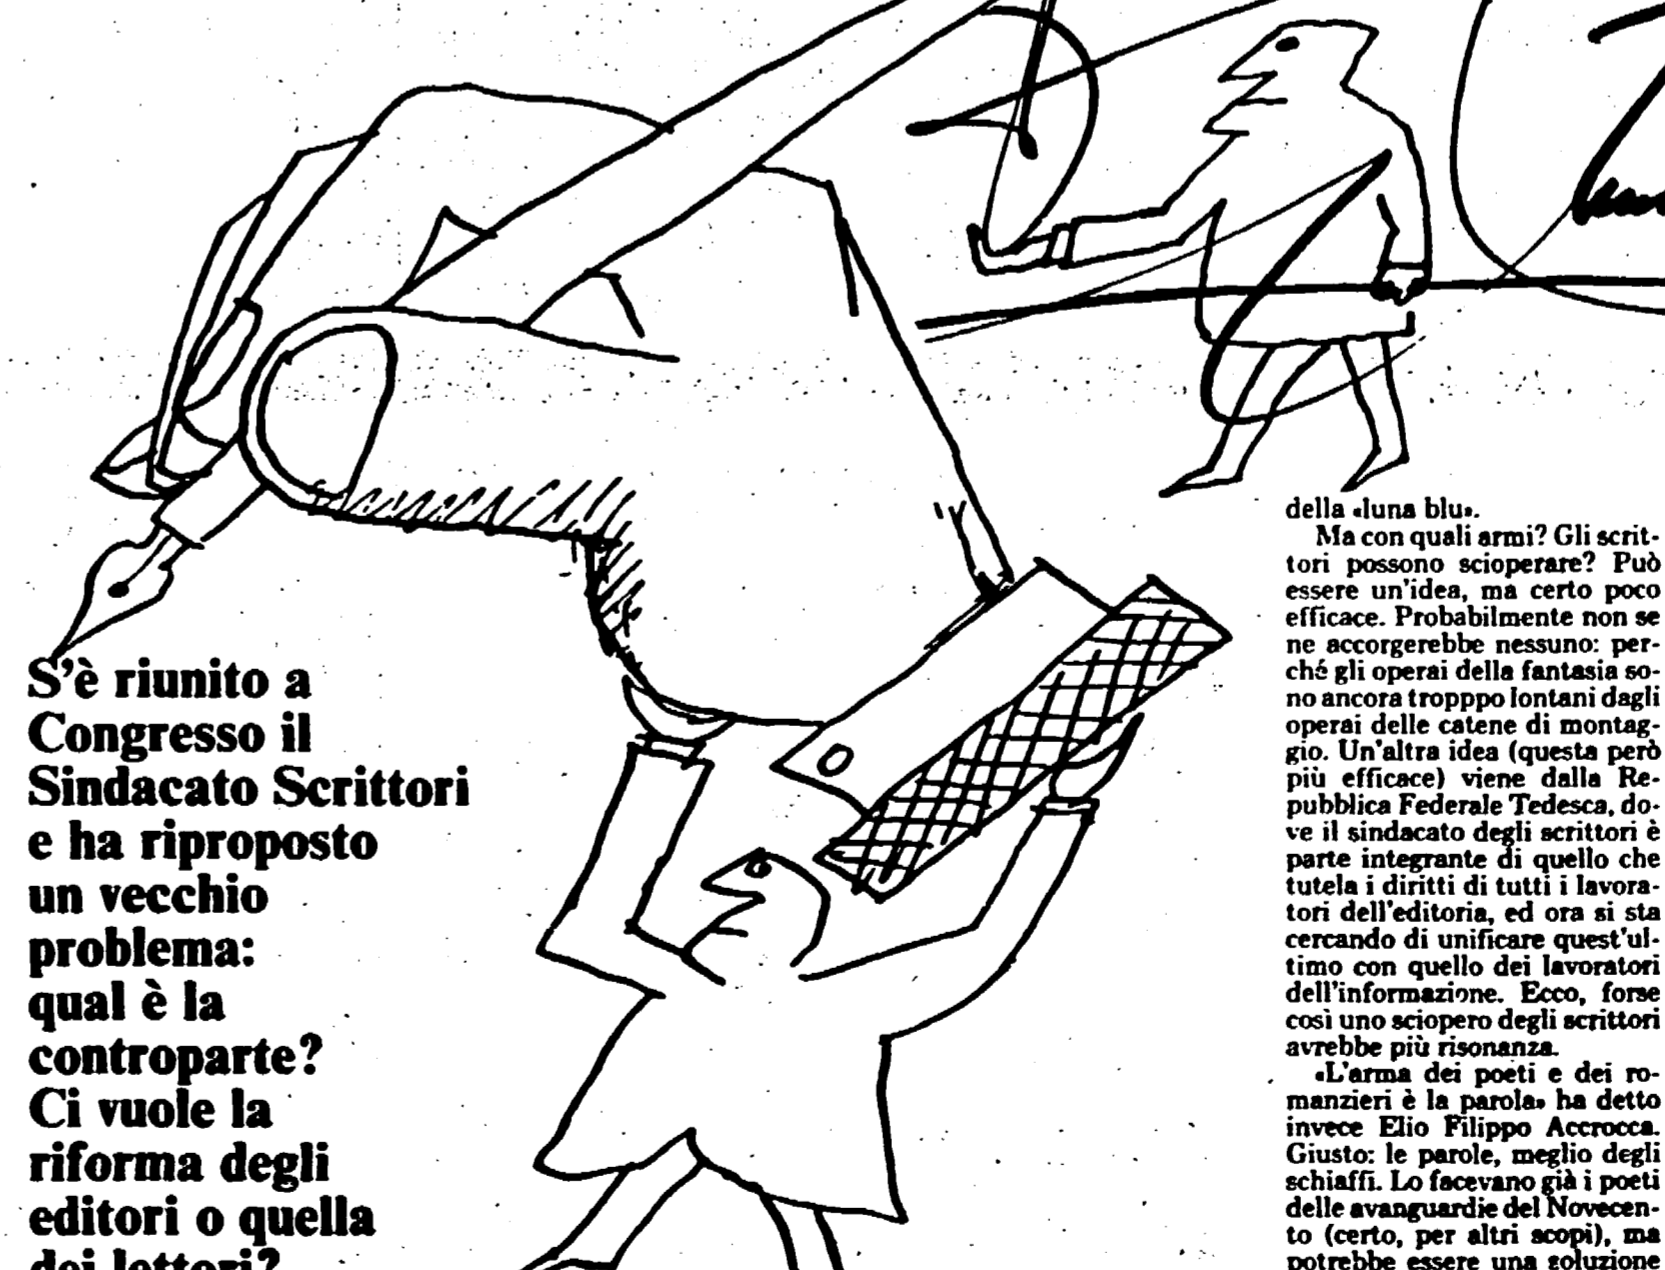 S'è riunito a
Congresso il
Sindacato Scrittori
e ha riproposto
un vecchio
problema:
qual è la
controparte?
Ci vuole la
riforma degli
editori o quella
dei lettori?
della «luna blu».
Ma con quali armi? Gli scrit-
tori possono scioperare? Può
essere un'idea, ma certo poco
efficace. Probabilmente non se
ne accorgerebbe nessuno: per-
ché gli operai della fantasia so-
no ancora tropppo lontani dagli
operai delle catene di montag-
gio. Un'altra idea (questa però
più efficace) viene dalla Re-
pubblica Federale Tedesca, do-
ve il sindacato degli scrittori è
parte integrante di quello che
tutela i diritti di tutti i lavora-
tori dell'editoria, ed ora si sta
cercando di unificare quest'ul-
timo con quello dei lavoratori
dell'informazione. Ecco, forse
così uno sciopero degli scrittori
avrebbe più risonanza.
«L'arma dei poeti e dei ro-
manzieri è la parola» ha detto
invece Elio Filippo Accrocca.
Giusto: le parole, meglio degli
schiaffi. Lo facevano già i poeti
delle avanguardie del Novecen-
to (certo, per altri scopi), ma
potrebbe essere una soluzione